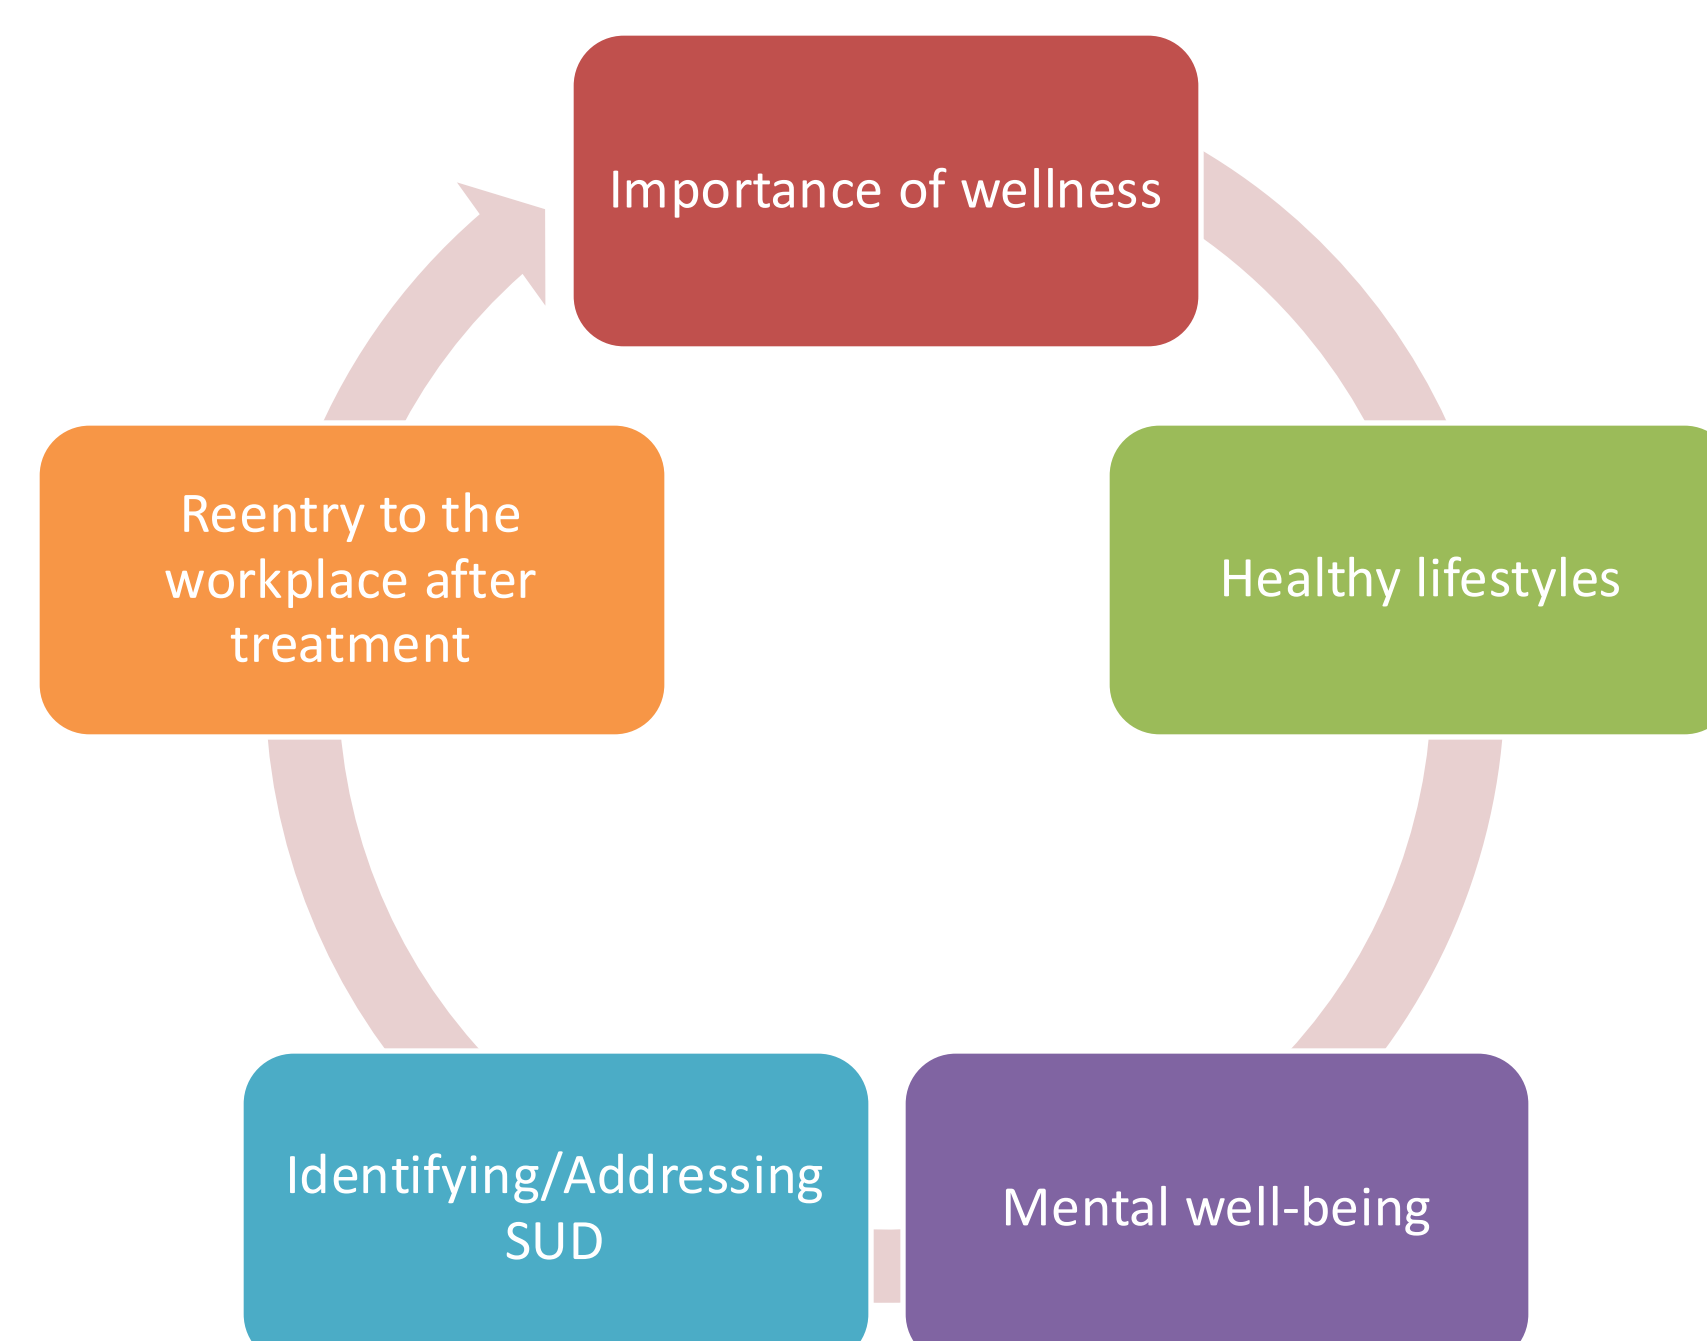 Importance of wellness
Healthy lifestyles
Mental well-being
Identifying/Addressing
SUD
Reentry to the
workplace after
treatment